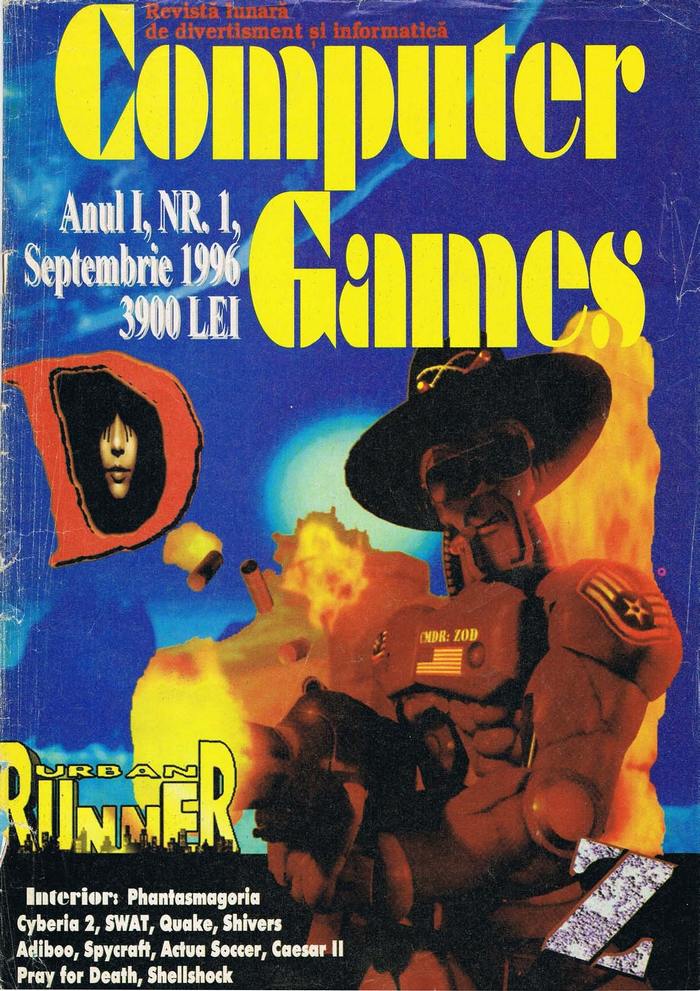 Revistă lunară
de divertisment și informatică
Computer
Games
Anul I, NR. 1,
Septembrie 1996
3900 LEI
D
CMDR: ZOD
URBAN
RUNNER
Z
Interior: Phantasmagoria
Cyberia 2, SWAT, Quake, Shivers
Adiboo, Spycraft, Actua Soccer, Caesar II
Pray for Death, Shellshock